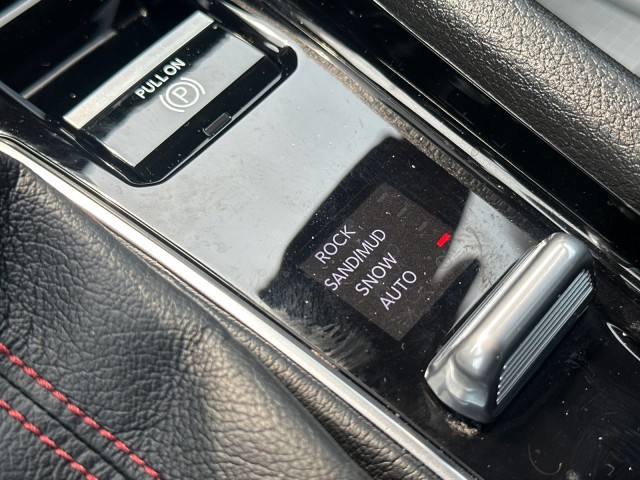 PULL ON
P
ROCK
SAND/MUD
SNOW
AUTO